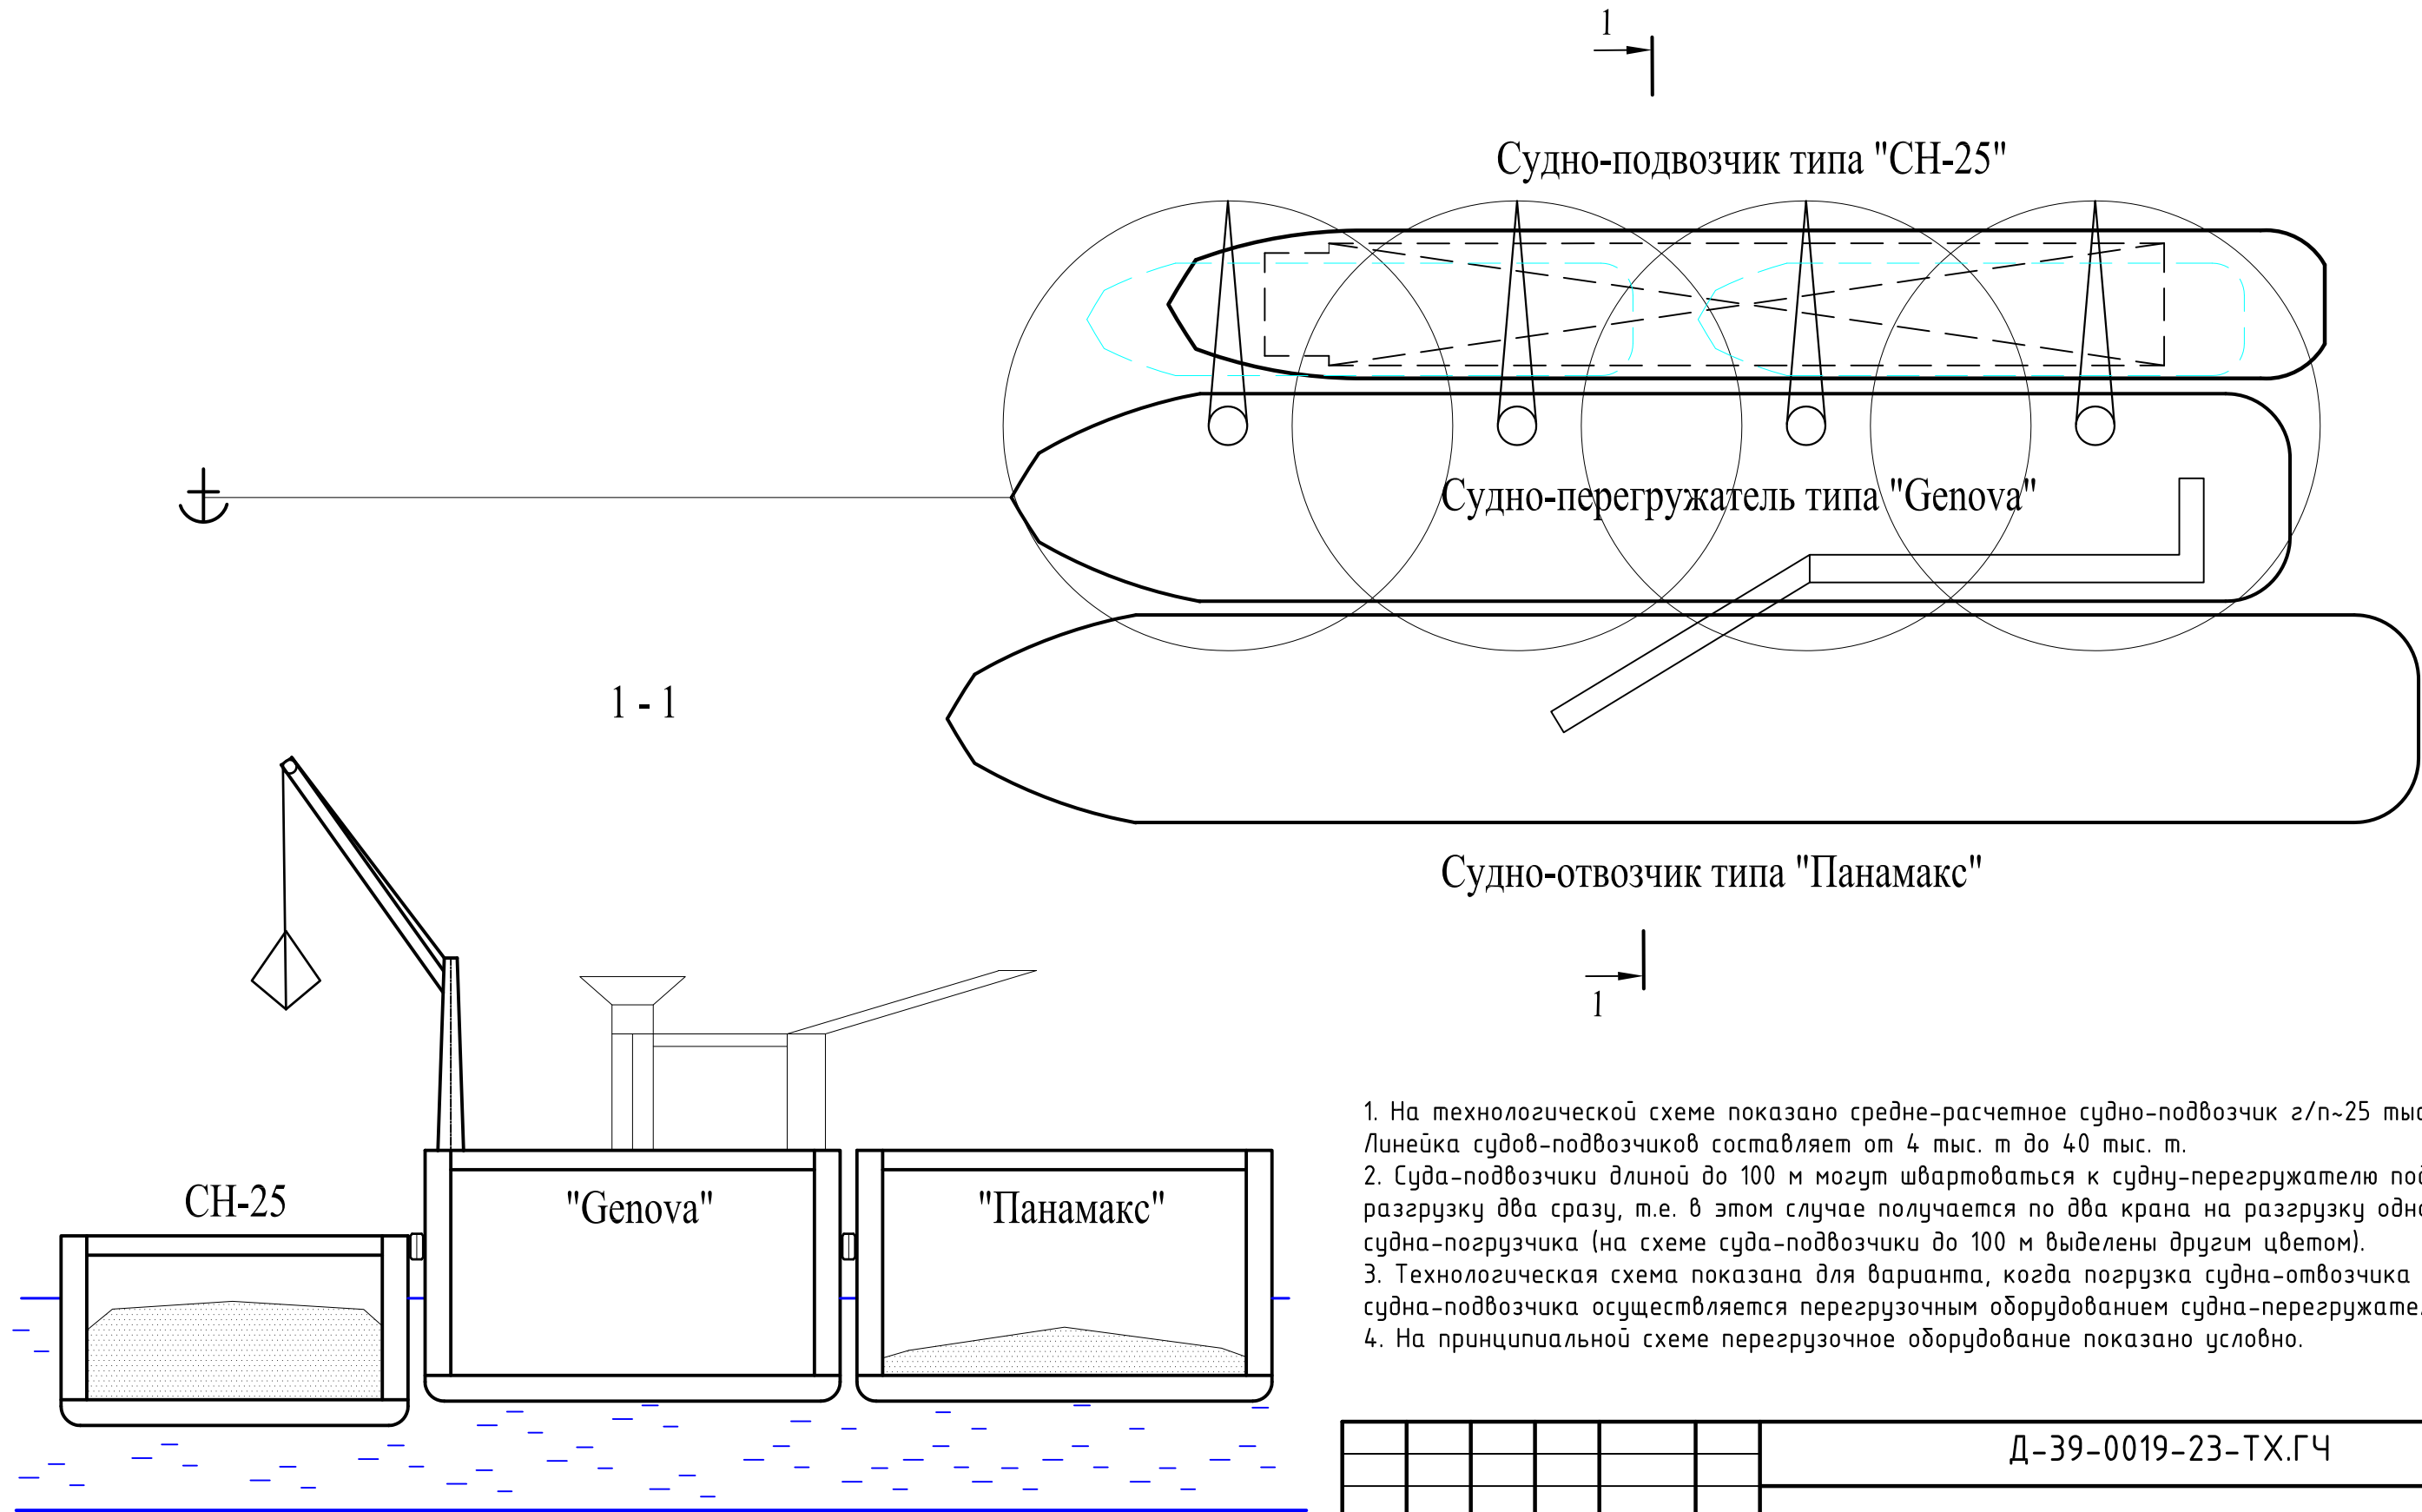 1
Судно-подвозчик типа "СН-25"
Судно-перегружатель типа "Genova"
1 - 1
Судно-отвозчик типа "Панамакс"
1
СН-25
"Genova"
"Панамакс"
1. На технологической схеме показано средне-расчетное судно-подвозчик г/п~25 тыс
Линейка судов-подвозчиков составляет от 4 тыс. т до 40 тыс. т.
2. Суда-подвозчики длиной до 100 м могут швартоваться к судну-перегружателю под
разгрузку два сразу, т.е. в этом случае получается по два крана на разгрузку одно
судна-погрузчика (на схеме суда-подвозчики до 100 м выделены другим цветом).
3. Технологическая схема показана для варианта, когда погрузка судна-отвозчика
судна-подвозчика осуществляется перегрузочным оборудованием судна-перегружате
4. На принципиальной схеме перегрузочное оборудование показано условно.
Д-39-0019-23-ТХ.ГЧ